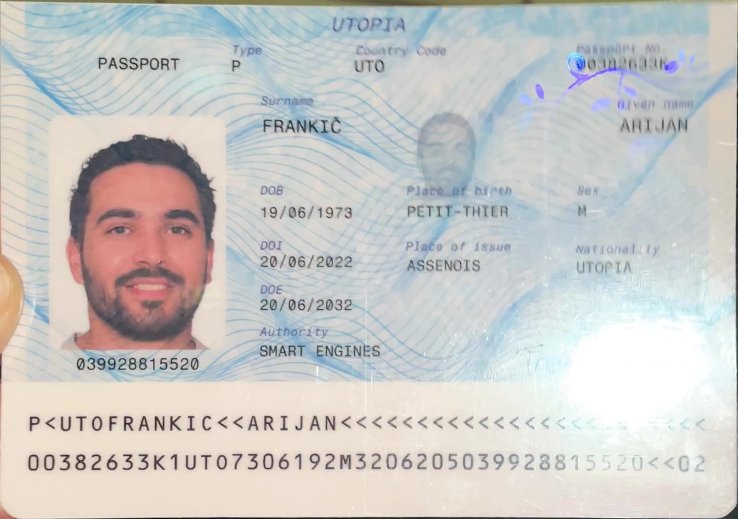 UTOPIA
PASSPORT
Type
P
Country Code
UTO
Passport No.
00382633K
Surname
FRANKIČ
Given name
ARIJAN
DOB
19/06/1973
Place of birth
PETIT-THIER
Sex
M
DOI
20/06/2022
Place of issue
ASSENOIS
Nationality
UTOPIA
DOE
20/06/2032
Authority
SMART ENGINES
039928815520
P<UTOFRANKIC<<ARIJAN<<<<<<<<<<<<<<<<<<<<<<<<
00382633K1UTO7306192M3206205039928815520<<02